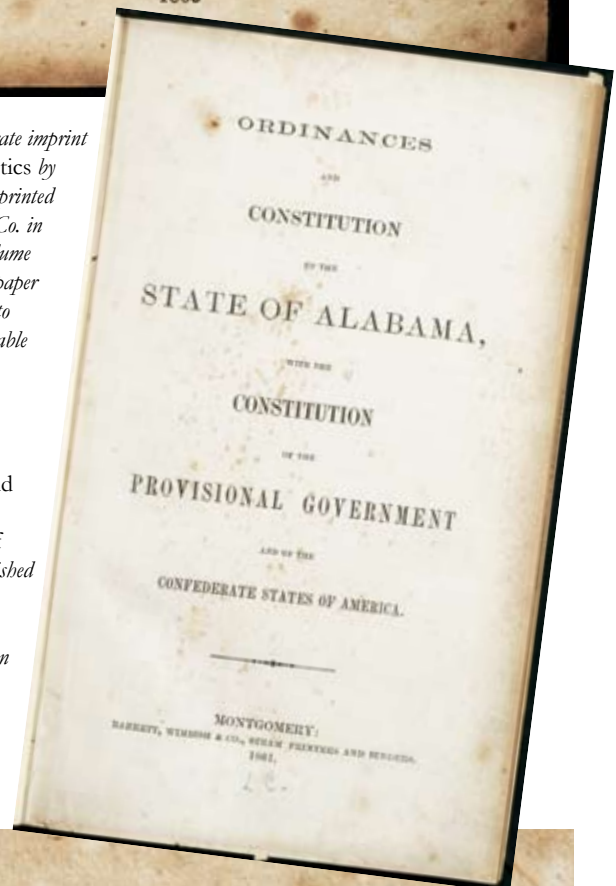 ate imprint
tics by
printed
Co. in
lume
paper
to
able
d
f
shed
n
ORDINANCES
AND
CONSTITUTION
OF THE
STATE OF ALABAMA,
WITH THE
CONSTITUTION
OF THE
PROVISIONAL GOVERNMENT
AND OF THE
CONFEDERATE STATES OF AMERICA.
MONTGOMERY:
BARRETT, WIMBISH & CO., STEAM PRINTERS AND BINDERS.
1861.